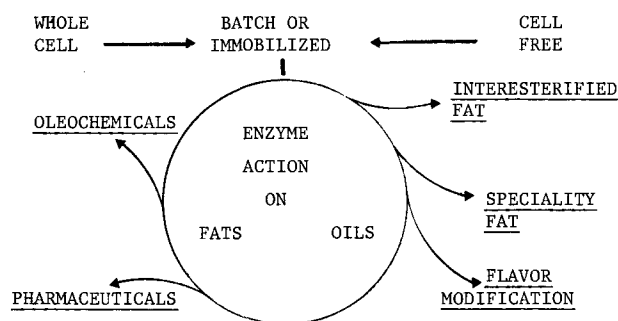 WHOLE CELL
BATCH OR IMMOBILIZED
CELL FREE
INTERESTERIFIED FAT
OLEOCHEMICALS
ENZYME
ACTION
ON
FATS OILS
SPECIALITY FAT
FLAVOR MODIFICATION
PHARMACEUTICALS